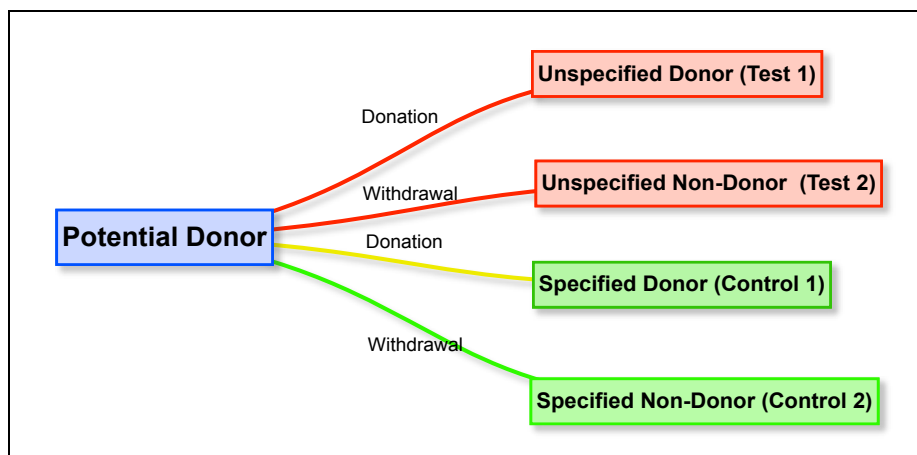 Unspecified Donor (Test 1)
Donation
Unspecified Non-Donor (Test 2)
Withdrawal
Potential Donor
Donation
Specified Donor (Control 1)
Withdrawal
Specified Non-Donor (Control 2)